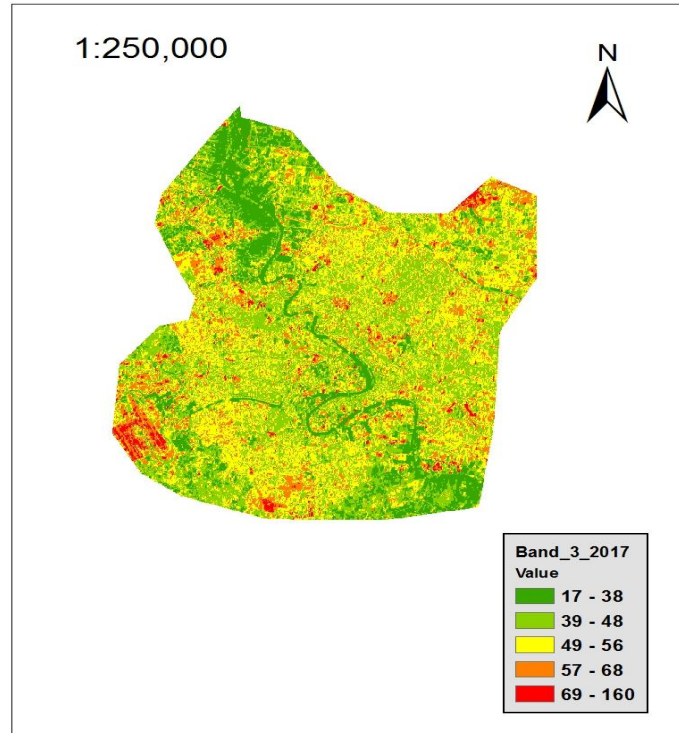 1:250,000
N
Band_3_2017
Value
17 - 38
39 - 48
49 - 56
57 - 68
69 - 160